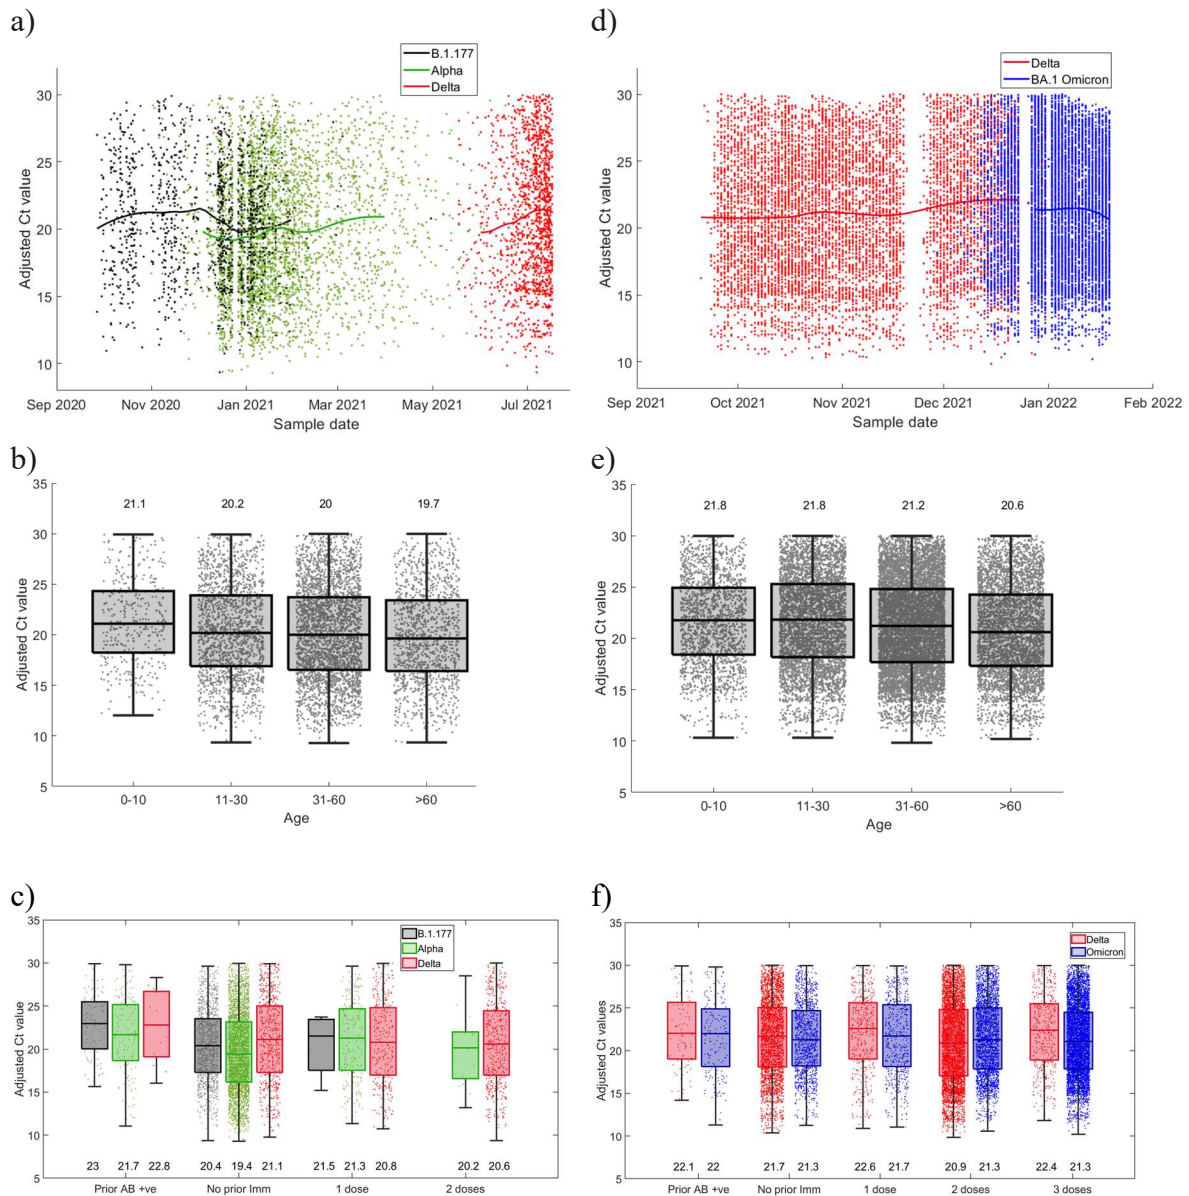 a)
B.1.177
Alpha
Delta
30
25
20
15
10
Adjusted Ct value
Sep 2020 Nov 2020 Jan 2021 Mar 2021 May 2021 Jul 2021
Sample date
d)
Delta
BA.1 Omicron
30
25
20
15
10
Adjusted Ct value
Sep 2021 Oct 2021 Nov 2021 Dec 2021 Jan 2022 Feb 2022
Sample date
b)
35
30
25
20
15
10
5
Adjusted Ct value
21.1 20.2 20 19.7
0-10 11-30 31-60 >60
Age
e)
35
30
25
20
15
10
5
Adjusted Ct value
21.8 21.8 21.2 20.6
0-10 11-30 31-60 >60
Age
c)
B.1.177
Alpha
Delta
35
30
25
20
15
10
5
Adjusted Ct value
23 21.7 22.8 20.4 19.4 21.1 21.5 21.3 20.8 20.2 20.6
Prior AB +ve No prior Imm 1 dose 2 doses
f)
Delta
Omicron
35
30
25
20
15
10
5
Adjusted Ct values
22.1 22 21.7 21.3 22.6 21.7 20.9 21.3 22.4 21.3
Prior AB +ve No prior Imm 1 dose 2 doses 3 doses